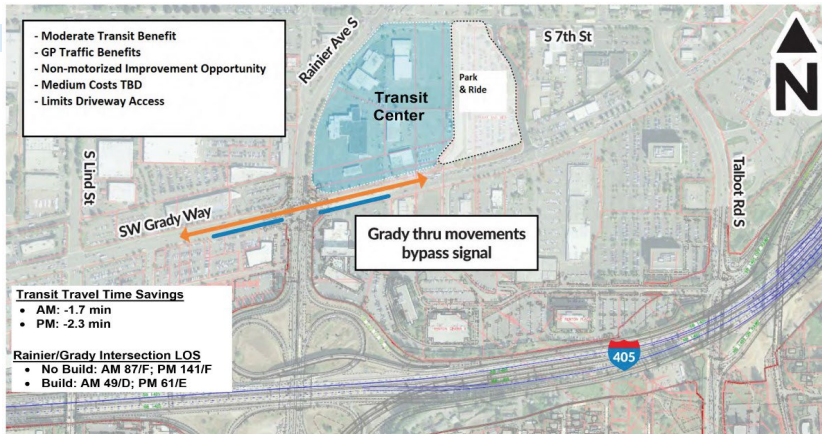 - Moderate Transit Benefit
- GP Traffic Benefits
- Non-motorized Improvement Opportunity
- Medium Costs TBD
- Limits Driveway Access
Rainier Ave S
S 7th St
N
Park
& Ride
Transit
Center
S Lind St
Talbot Rd S
SW Grady Way
Grady thru movements
bypass signal
Transit Travel Time Savings
• AM: -1.7 min
• PM: -2.3 min
Rainier/Grady Intersection LOS
• No Build: AM 87/F; PM 141/F
• Build: AM 49/D; PM 61/E
405